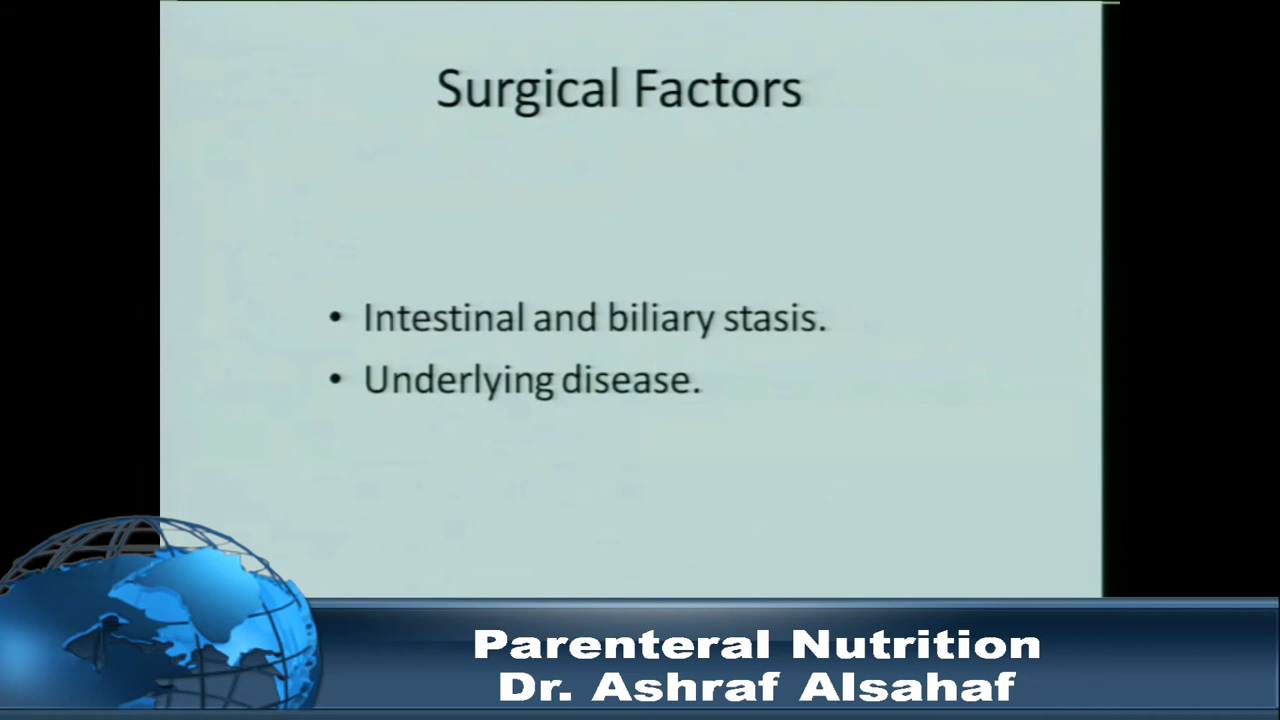 Surgical Factors
• Intestinal and biliary stasis.
• Underlying disease.
Parenteral Nutrition
Dr. Ashraf Alsahaf